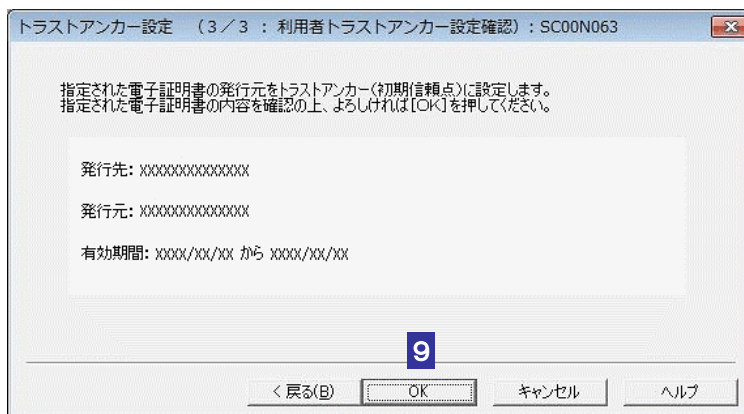 トラストアンカー設定　(3／3 : 利用者トラストアンカー設定確認) : SC00N063
指定された電子証明書の発行元をトラストアンカー(初期信頼点)に設定します。
指定された電子証明書の内容を確認の上、よろしければ[OK]を押してください。
発行先: XXXXXXXXXXXXXX
発行元: XXXXXXXXXXXXXX
有効期間: XXXX/XX/XX から XXXX/XX/XX
9
< 戻る(B)
OK
キャンセル
ヘルプ